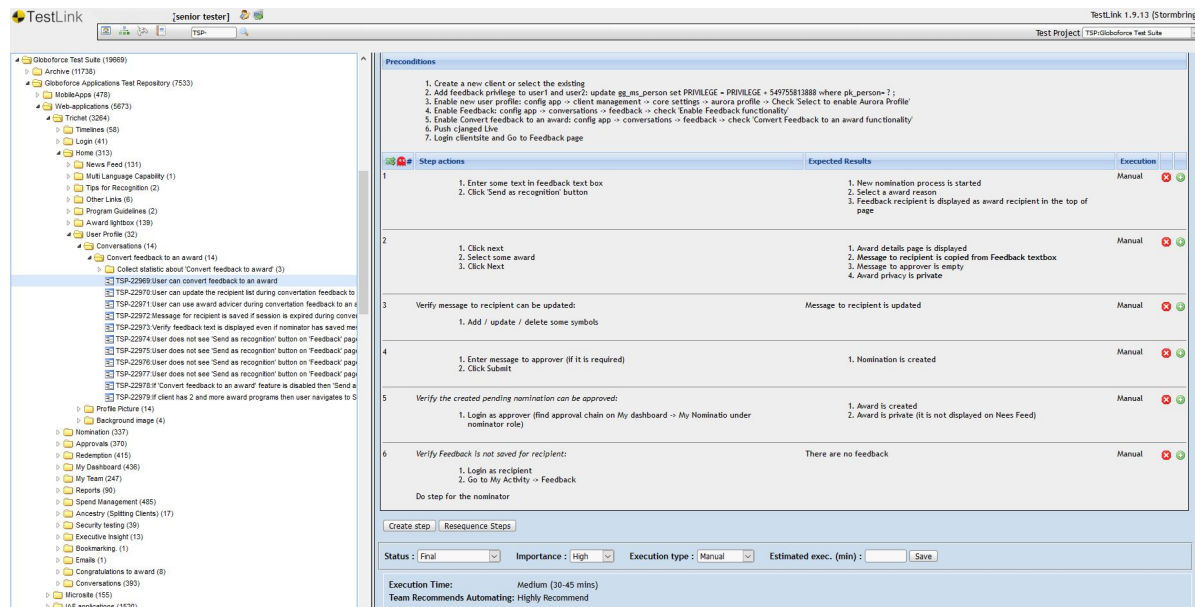 TestLink
[senior tester]
TestLink 1.9.13 (Stormbring
TSP-
Test Project TSP:Globoforce Test Suite
Globoforce Test Suite (19669)
Archive (11738)
Globoforce Applications Test Repository (7533)
MobileApps (478)
Web-applications (5673)
Trichet (3264)
Timelines (58)
Login (41)
Home (313)
News Feed (131)
Multi Language Capability (1)
Tips for Recognition (2)
Other Links (6)
Program Guidelines (2)
Award lightbox (139)
User Profile (32)
Conversations (14)
Convert feedback to an award (14)
Collect statistic about 'Convert feedback to award' (3)
TSP-22969:User can convert feedback to an award
TSP-22970:User can update the recipient list during convertation feedback to
TSP-22971:User can use award advicer during convertation feedback to an a
TSP-22972:Message for recipient is saved if session is expired during conver
TSP-22973:Verify feedback text is displayed even if nominator has saved mes
TSP-22974:User does not see 'Send as recognition' button on 'Feedback' page
TSP-22975:User does not see 'Send as recognition' button on 'Feedback' page
TSP-22976:User does not see 'Send as recognition' button on 'Feedback' page
TSP-22977:User does not see 'Send as recognition' button on 'Feedback' page
TSP-22978:If 'Convert feedback to an award' feature is disabled then 'Send a
TSP-22979:If client has 2 and more award programs then user navigates to S
Profile Picture (14)
Background image (4)
Nomination (337)
Approvals (370)
Redemption (415)
My Dashboard (436)
My Team (247)
Reports (90)
Spend Management (485)
Ancestry (Splitting Clients) (17)
Security testing (39)
Executive Insight (13)
Bookmarking. (1)
Emails (1)
Congratulations to award (8)
Conversations (393)
Microsite (155)
IAF applications (1520)
Preconditions
1. Create a new client or select the existing
2. Add feedback privilege to user1 and user2: update gg_ms_person set PRIVILEGE = PRIVILEGE + 549755813888 where pk_person= ? ;
3. Enable new user profile: config app -> client management -> core settings -> aurora profile -> Check 'Select to enable Aurora Profile'
4. Enable Feedback: config app -> conversations -> feedback -> check 'Enable Feedback functionality'
5. Enable Convert feedback to an award: config app -> conversations -> feedback -> check 'Convert Feedback to an award functionality'
6. Push cjanged Live
7. Login clientsite and Go to Feedback page
# Step actions Expected Results Execution
1 Manual
1. Enter some text in feedback text box
2. Click 'Send as recognition' button
1. New nomination process is started
2. Select a award reason
3. Feedback recipient is displayed as award recipient in the top of
page
2 Manual
1. Click next
2. Select some award
3. Click Next
1. Award details page is displayed
2. Message to recipient is copied from Feedback textbox
3. Message to approver is empty
4. Award privacy is private
3 Verify message to recipient can be updated: Message to recipient is updated Manual
1. Add / update / delete some symbols
4 Manual
1. Enter message to approver (if it is required)
2. Click Submit
1. Nomination is created
5 Verify the created pending nomination can be approved: Manual
1. Login as approver (find approval chain on My dashboard -> My Nominatio under
nominator role)
1. Award is created
2. Award is private (it is not displayed on Nees Feed)
6 Verify Feedback is not saved for recipient: There are no feedback Manual
1. Login as recipient
2. Go to My Activity -> Feedback
Do step for the nominator
Create step Resequence Steps
Status : Final Importance : High Execution type : Manual Estimated exec. (min) : Save
Execution Time: Medium (30-45 mins)
Team Recommends Automating: Highly Recommend